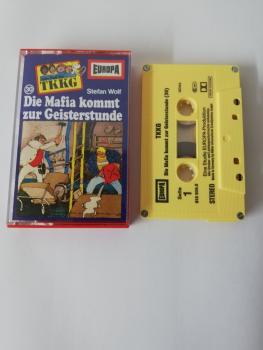 TKKG
EUROPA
Stefan Wolf
30
Die Mafia kommt
zur Geisterstunde
TKKG
Die Mafia kommt zur Geisterstunde (30)
EUROPA
Seite
1
Eine Studio EUROPA-Produktion
STEREO